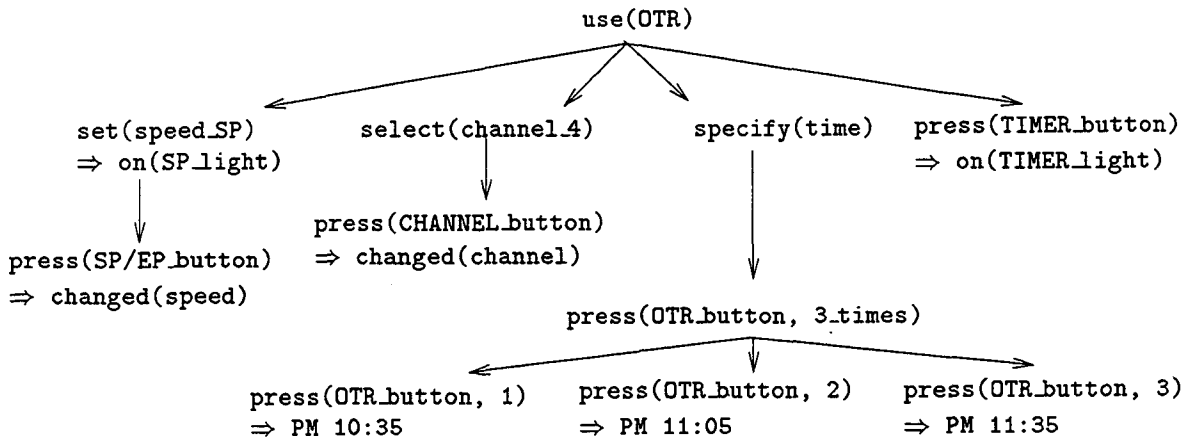 use(OTR)
set(speed_SP)
⇒ on(SP_light)
select(channel_4)
specify(time)
press(TIMER_button)
⇒ on(TIMER_light)
press(SP/EP_button)
⇒ changed(speed)
press(CHANNEL_button)
⇒ changed(channel)
press(OTR_button, 3_times)
press(OTR_button, 1)
⇒ PM 10:35
press(OTR_button, 2)
⇒ PM 11:05
press(OTR_button, 3)
⇒ PM 11:35